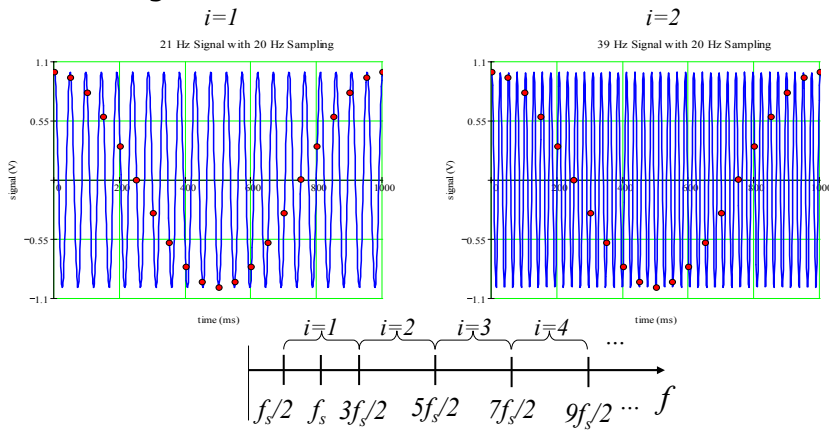 i=1
i=2
21 Hz Signal with 20 Hz Sampling
39 Hz Signal with 20 Hz Sampling
1.1
0.55
0 200 400 600 800 1000
−0.55
−1.1
signal (V)
time (ms)
1.1
0.55
0 200 400 600 800 1000
−0.55
−1.1
signal (V)
time (ms)
i=1 i=2 i=3 i=4 ...
f_s/2 f_s 3f_s/2 5f_s/2 7f_s/2 9f_s/2 ... f